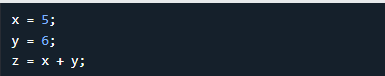 x = 5;
y = 6;
z = x + y;